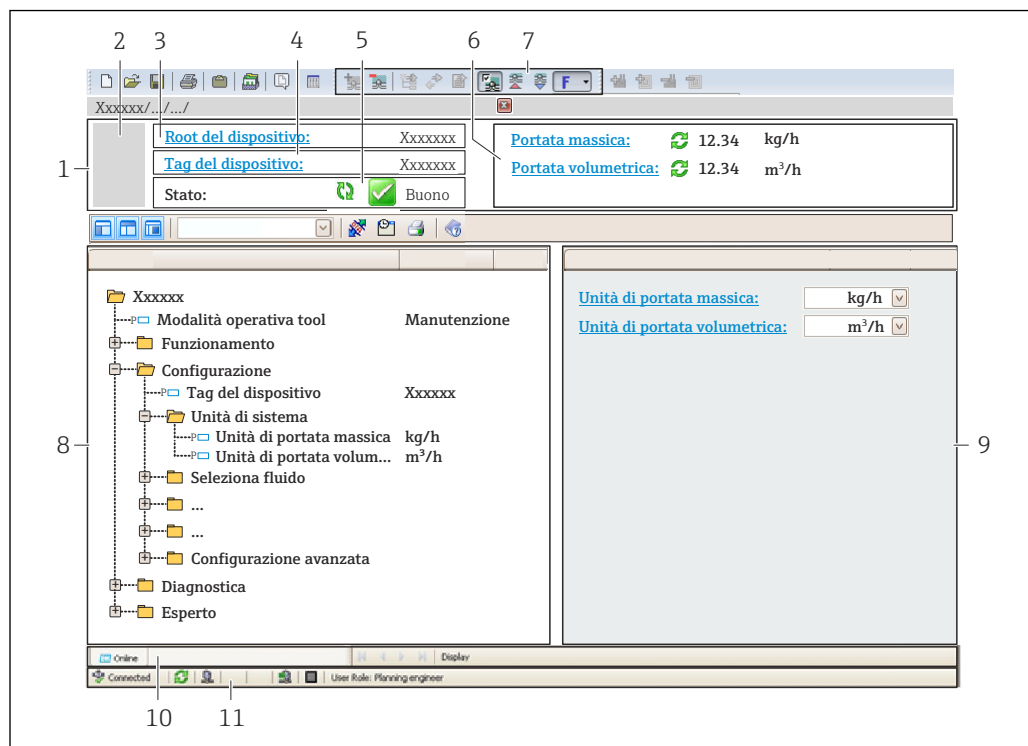 2 3 4 5 6 7
F
Xxxxxx/.../.../
1
Root del dispositivo: Xxxxxxx
Tag del dispositivo: Xxxxxxx
Stato: Buono
Portata massica: 12.34 kg/h
Portata volumetrica: 12.34 m³/h
Xxxxxx
P Modalità operativa tool Manutenzione
Funzionamento
Configurazione
P Tag del dispositivo Xxxxxx
Unità di sistema
P Unità di portata massica kg/h
P Unità di portata volum... m³/h
Seleziona fluido
...
...
Configurazione avanzata
Diagnostica
Esperto
8
Unità di portata massica: kg/h
Unità di portata volumetrica: m³/h
9
Online Display
Connected User Role: Planning engineer
10 11